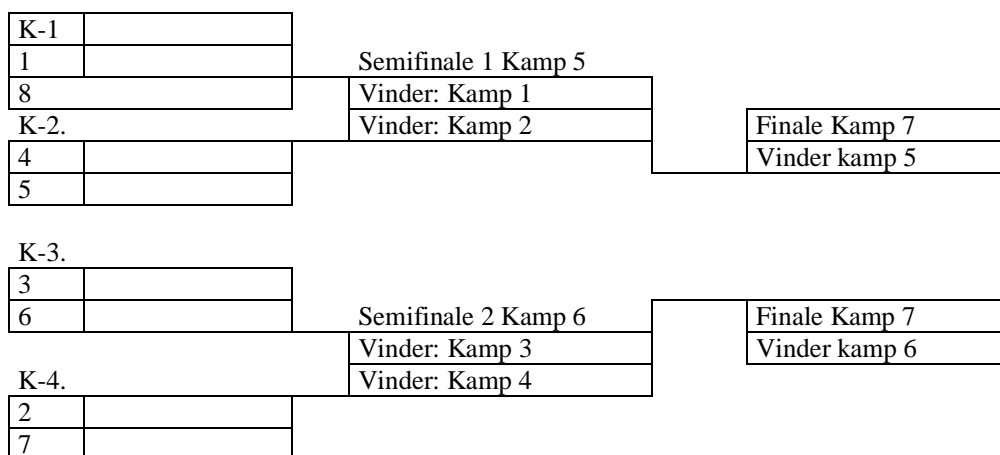 K-1
1
Semifinale 1 Kamp 5
8
Vinder: Kamp 1
K-2.
Vinder: Kamp 2
Finale Kamp 7
4
Vinder kamp 5
5
K-3.
3
6
Semifinale 2 Kamp 6
Finale Kamp 7
Vinder: Kamp 3
Vinder kamp 6
K-4.
Vinder: Kamp 4
2
7